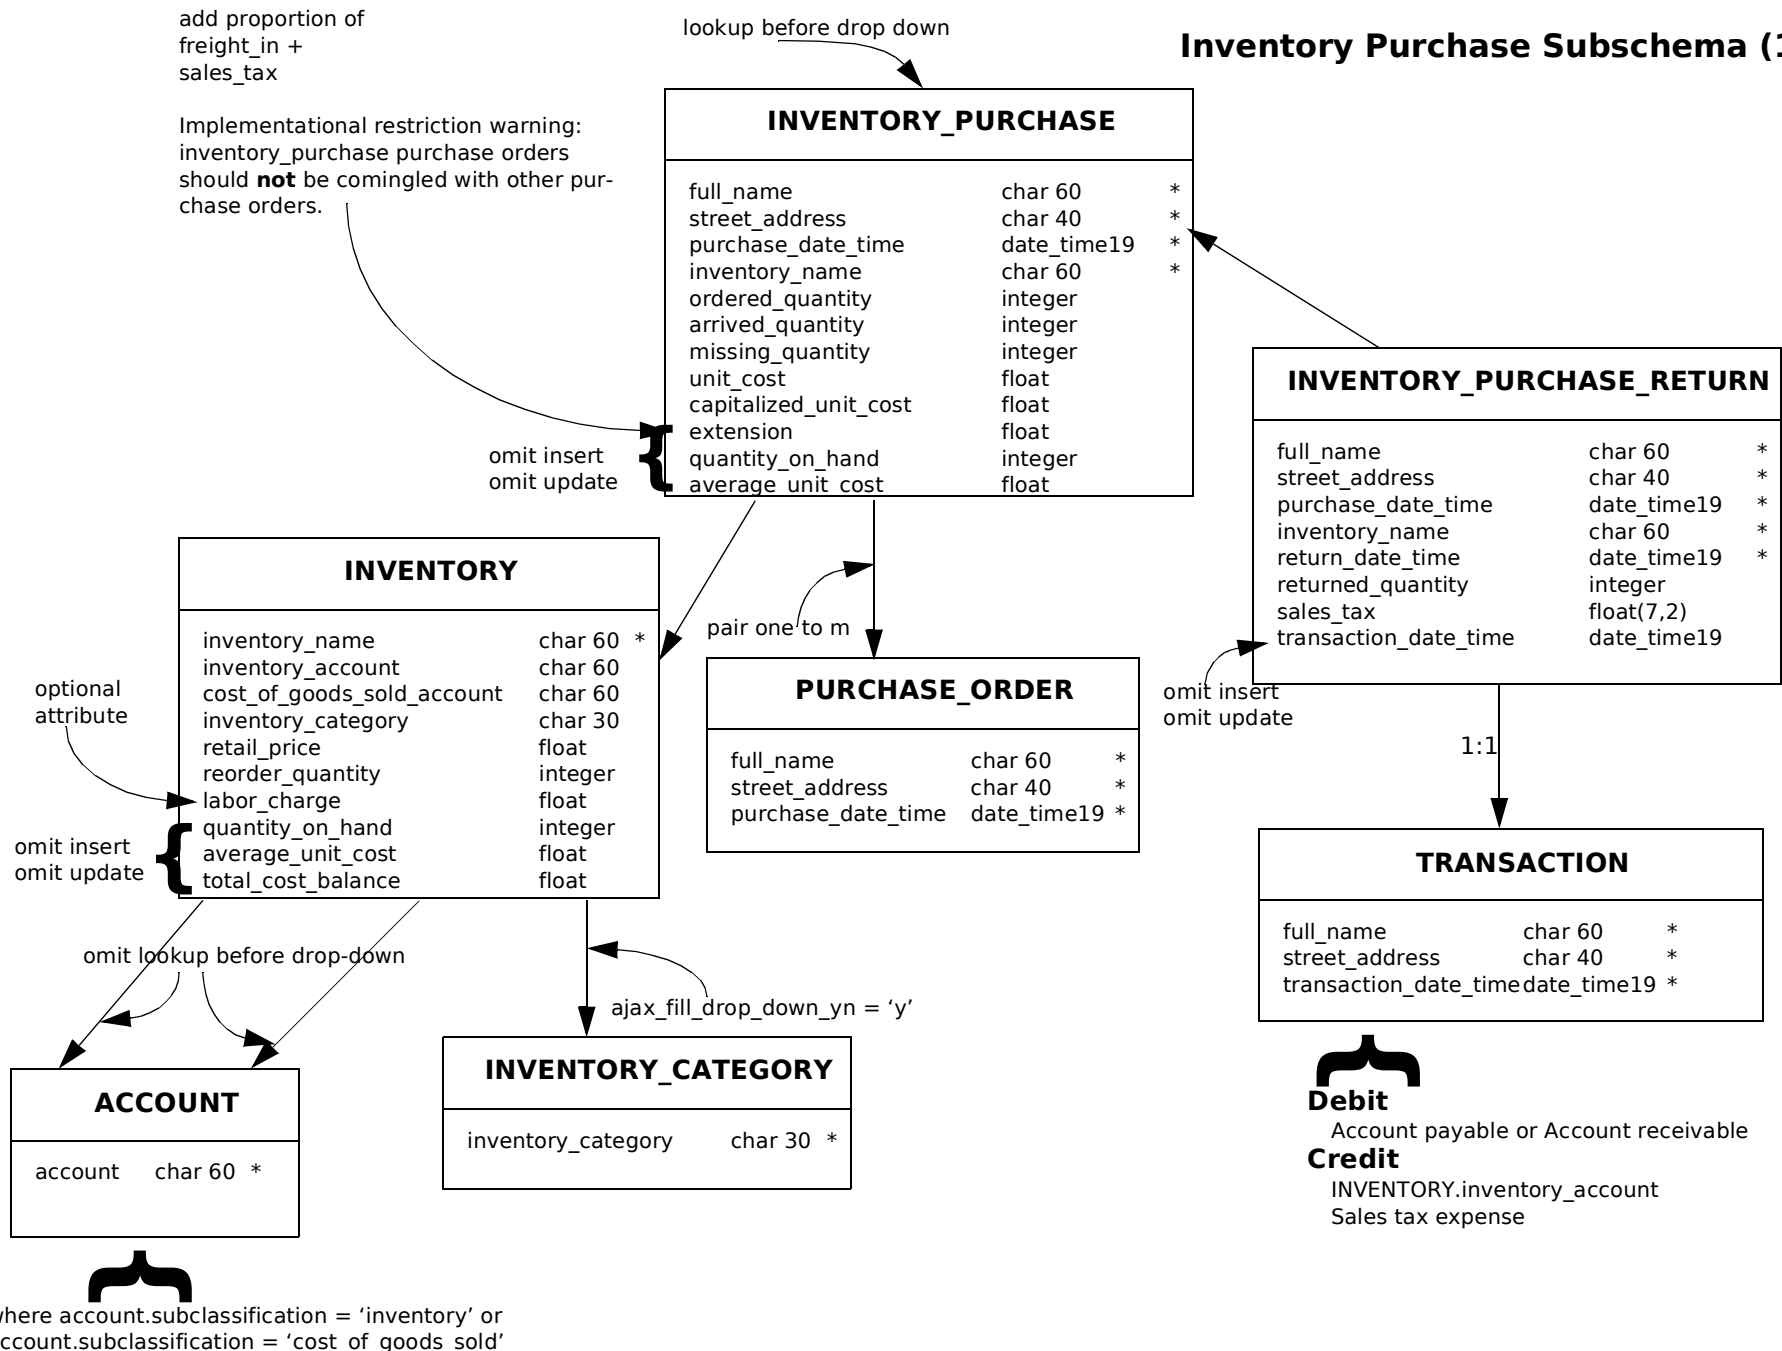 add proportion of
freight_in +
sales_tax
Implementational restriction warning:
inventory_purchase purchase orders
should not be comingled with other pur-
chase orders.
lookup before drop down
Inventory Purchase Subschema (1
INVENTORY_PURCHASE
full_name char 60 *
street_address char 40 *
purchase_date_time date_time19 *
inventory_name char 60 *
ordered_quantity integer
arrived_quantity integer
missing_quantity integer
unit_cost float
capitalized_unit_cost float
extension float
quantity_on_hand integer
average_unit_cost float
omit insert
omit update
INVENTORY_PURCHASE_RETURN
full_name char 60 *
street_address char 40 *
purchase_date_time date_time19 *
inventory_name char 60 *
return_date_time date_time19 *
returned_quantity integer
sales_tax float(7,2)
transaction_date_time date_time19
omit insert
omit update
1:1
INVENTORY
inventory_name char 60 *
inventory_account char 60
cost_of_goods_sold_account char 60
inventory_category char 30
retail_price float
reorder_quantity integer
labor_charge float
quantity_on_hand integer
average_unit_cost float
total_cost_balance float
optional
attribute
omit insert
omit update
pair one to m
PURCHASE_ORDER
full_name char 60 *
street_address char 40 *
purchase_date_time date_time19 *
TRANSACTION
full_name char 60 *
street_address char 40 *
transaction_date_time date_time19 *
Debit
Account payable or Account receivable
Credit
INVENTORY.inventory_account
Sales tax expense
omit lookup before drop-down
ajax_fill_drop_down_yn = ‘y’
ACCOUNT
account char 60 *
INVENTORY_CATEGORY
inventory_category char 30 *
where account.subclassification = ‘inventory’ or
account.subclassification = ‘cost_of_goods_sold’